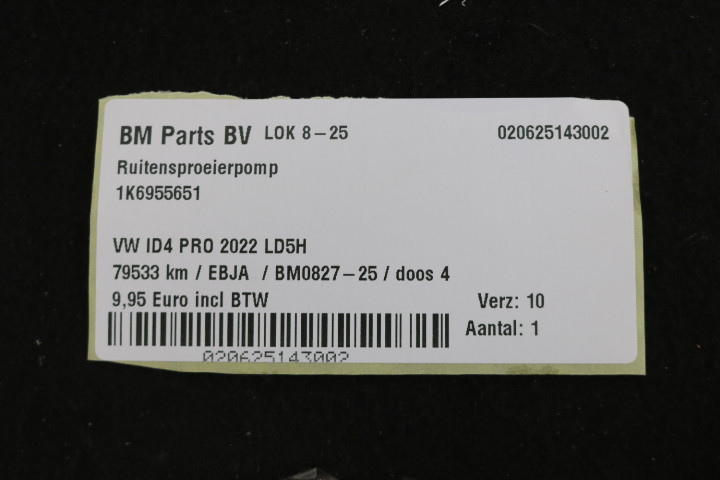 BM Parts BV LOK 8-25 020625143002
Ruitensproeierpomp
1K6955651
VW ID4 PRO 2022 LD5H
79533 km / EBJA / BM0827-25 / doos 4
9,95 Euro incl BTW Verz: 10
Aantal: 1
020625143002